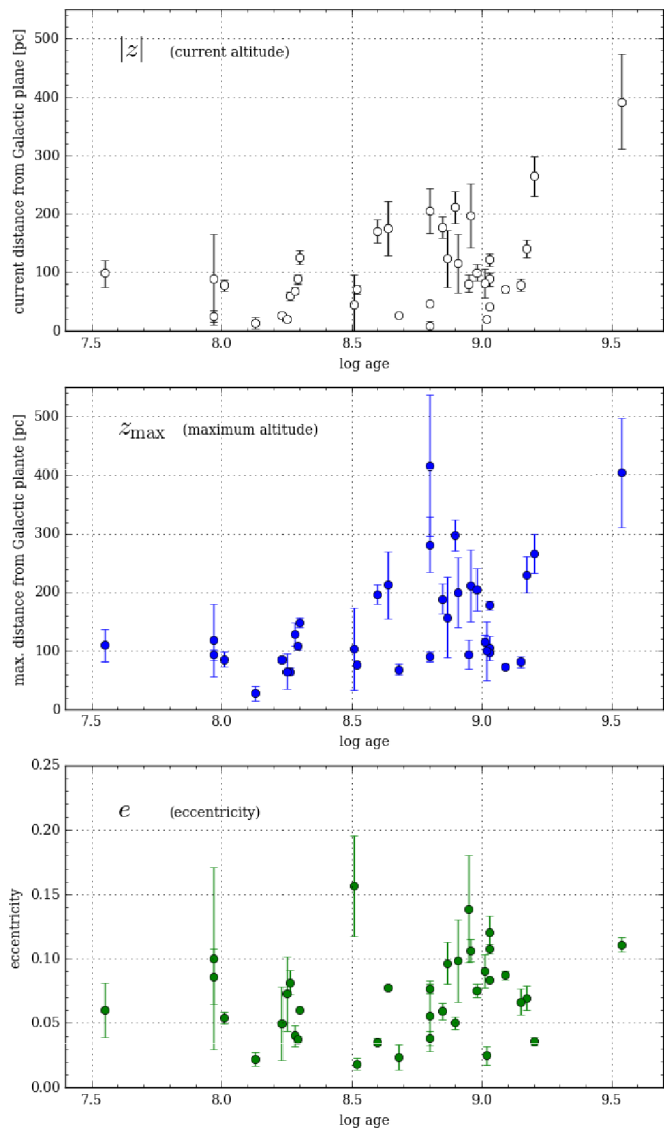 500
400
300
200
100
0
current distance from Galactic plane [pc]
|z| (current altitude)
7.5 8.0 8.5 9.0 9.5
log age
500
400
300
200
100
0
max. distance from Galactic plante [pc]
zmax (maximum altitude)
7.5 8.0 8.5 9.0 9.5
log age
0.25
0.20
0.15
0.10
0.05
0.00
eccentricity
e (eccentricity)
7.5 8.0 8.5 9.0 9.5
log age